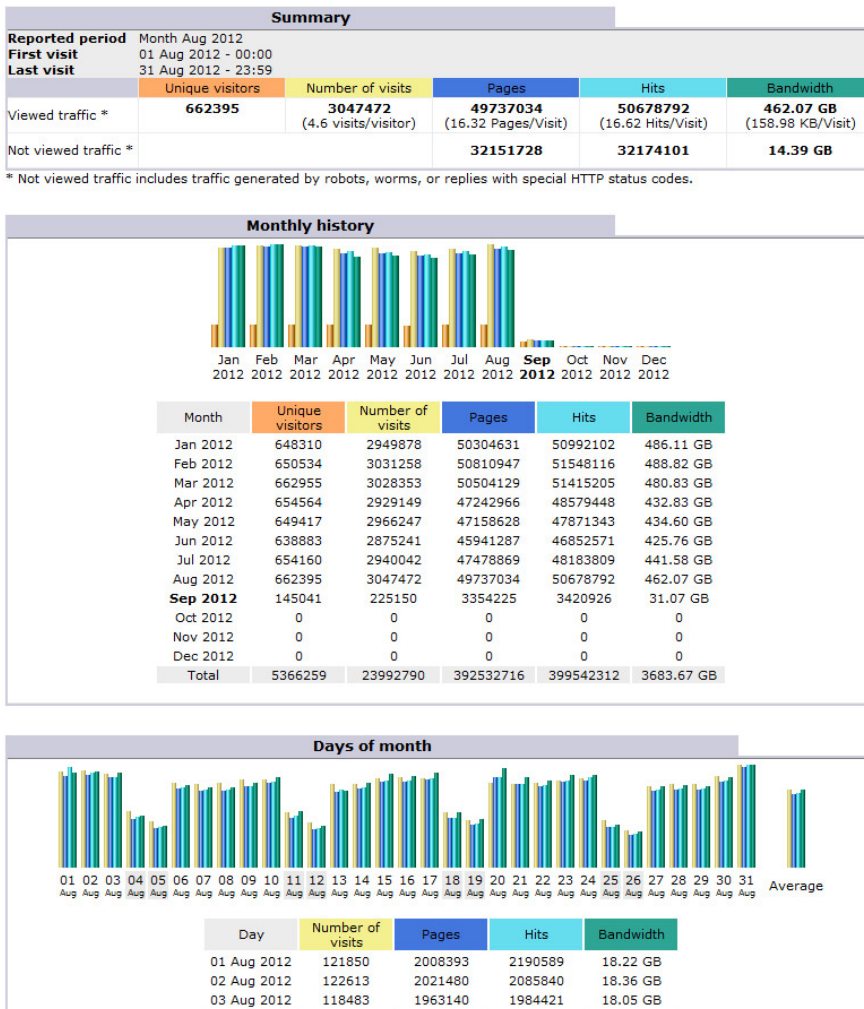 Summary
Reported period Month Aug 2012
First visit 01 Aug 2012 - 00:00
Last visit 31 Aug 2012 - 23:59
Unique visitors Number of visits Pages Hits Bandwidth
Viewed traffic * 662395 3047472 49737034 50678792 462.07 GB
(4.6 visits/visitor) (16.32 Pages/Visit) (16.62 Hits/Visit) (158.98 KB/Visit)
Not viewed traffic * 32151728 32174101 14.39 GB
* Not viewed traffic includes traffic generated by robots, worms, or replies with special HTTP status codes.
Monthly history
Jan Feb Mar Apr May Jun Jul Aug Sep Oct Nov Dec
2012 2012 2012 2012 2012 2012 2012 2012 2012 2012 2012 2012
Month Unique visitors Number of visits Pages Hits Bandwidth
Jan 2012 648310 2949878 50304631 50992102 486.11 GB
Feb 2012 650534 3031258 50810947 51548116 488.82 GB
Mar 2012 662955 3028353 50504129 51415205 480.83 GB
Apr 2012 654564 2929149 47242966 48579448 432.83 GB
May 2012 649417 2966247 47158628 47871343 434.60 GB
Jun 2012 638883 2875241 45941287 46852571 425.76 GB
Jul 2012 654160 2940042 47478869 48183809 441.58 GB
Aug 2012 662395 3047472 49737034 50678792 462.07 GB
Sep 2012 145041 225150 3354225 3420926 31.07 GB
Oct 2012 0 0 0 0 0
Nov 2012 0 0 0 0 0
Dec 2012 0 0 0 0 0
Total 5366259 23992790 392532716 399542312 3683.67 GB
Days of month
01 02 03 04 05 06 07 08 09 10 11 12 13 14 15 16 17 18 19 20 21 22 23 24 25 26 27 28 29 30 31 Average
Aug Aug Aug Aug Aug Aug Aug Aug Aug Aug Aug Aug Aug Aug Aug Aug Aug Aug Aug Aug Aug Aug Aug Aug Aug Aug Aug Aug Aug Aug Aug
Day Number of visits Pages Hits Bandwidth
01 Aug 2012 121850 2008393 2190589 18.22 GB
02 Aug 2012 122613 2021480 2085840 18.36 GB
03 Aug 2012 118483 1963140 1984421 18.05 GB